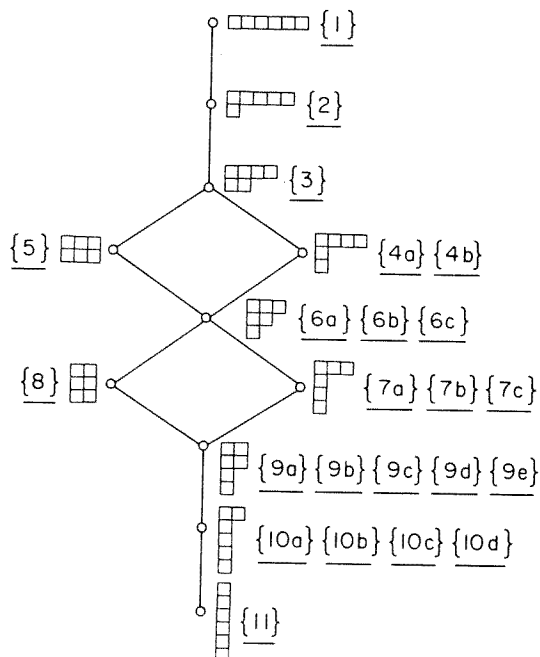 {1}
{2}
{3}
{5} {4a} {4b}
{6a} {6b} {6c}
{8} {7a} {7b} {7c}
{9a} {9b} {9c} {9d} {9e}
{10a} {10b} {10c} {10d}
{11}